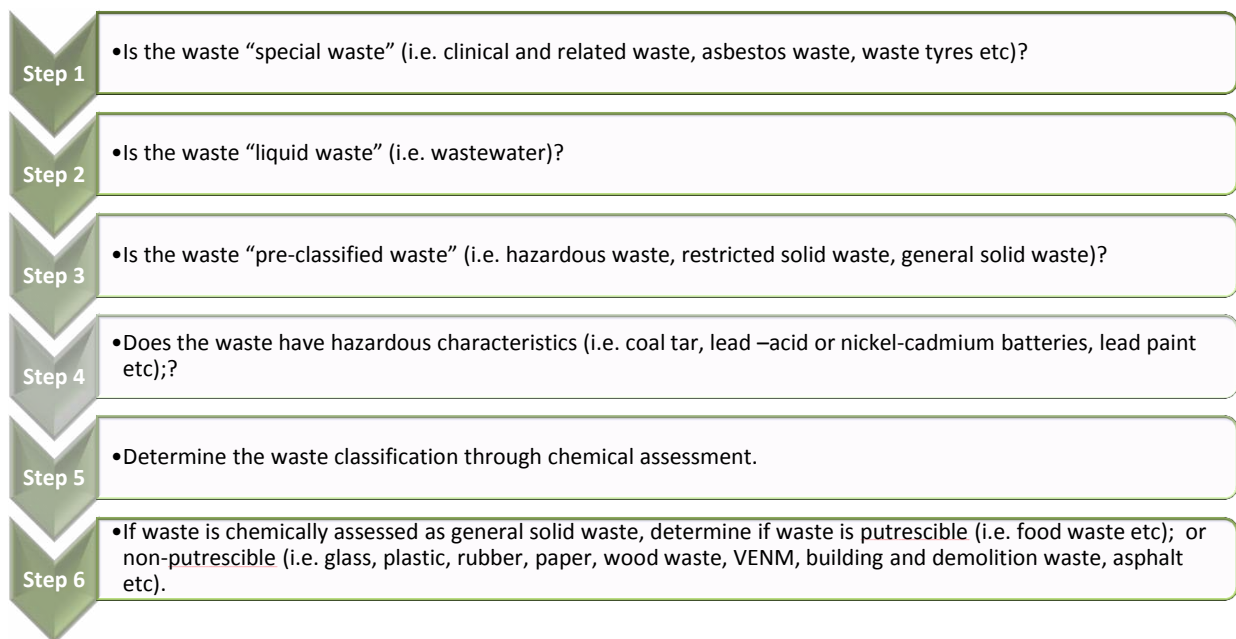 Step 1
•Is the waste “special waste” (i.e. clinical and related waste, asbestos waste, waste tyres etc)?
Step 2
•Is the waste “liquid waste” (i.e. wastewater)?
Step 3
•Is the waste “pre-classified waste” (i.e. hazardous waste, restricted solid waste, general solid waste)?
Step 4
•Does the waste have hazardous characteristics (i.e. coal tar, lead –acid or nickel-cadmium batteries, lead paint
etc);?
Step 5
•Determine the waste classification through chemical assessment.
Step 6
•If waste is chemically assessed as general solid waste, determine if waste is putrescible (i.e. food waste etc); or
non-putrescible (i.e. glass, plastic, rubber, paper, wood waste, VENM, building and demolition waste, asphalt
etc).